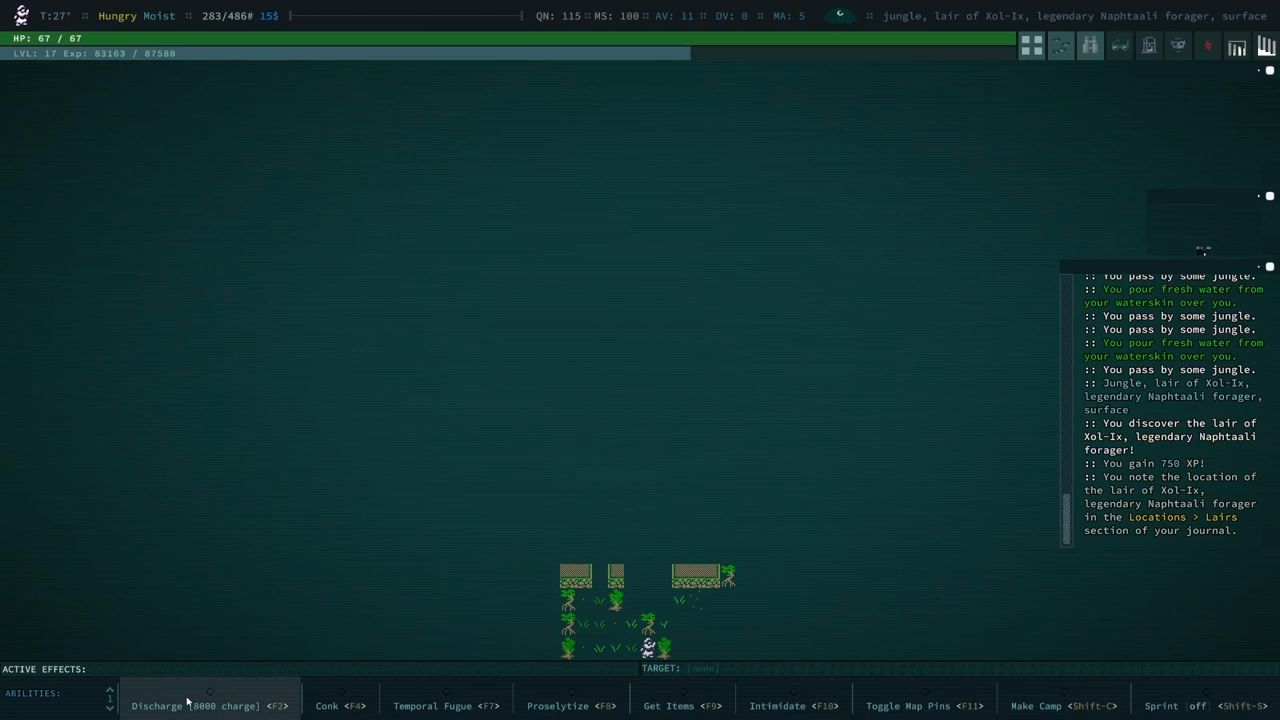 T:27° :: Hungry Moist :: 283/486# 15$ QN: 115 :: MS: 100 :: AV: 11 :: DV: 0 :: MA: 5 :: jungle, lair of Xol-Ix, legendary Naphtaali forager, surface
HP: 67 / 67
LVL: 17 Exp: 83163 / 87580
:: You pass by some jungle.
:: You pour fresh water from
your waterskin over you.
:: You pass by some jungle.
:: You pass by some jungle.
:: You pour fresh water from
your waterskin over you.
:: You pass by some jungle.
:: Jungle, lair of Xol-Ix,
legendary Naphtaali forager,
surface
:: You discover the lair of
Xol-Ix, legendary Naphtaali
forager!
:: You gain 750 XP!
:: You note the location of
the lair of Xol-Ix,
legendary Naphtaali forager
in the Locations > Lairs
section of your journal.
ACTIVE EFFECTS: TARGET: [none]
ABILITIES: 1 Discharge [8000 charge] <F2> Conk <F4> Temporal Fugue <F7> Proselytize <F8> Get Items <F9> Intimidate <F10> Toggle Map Pins <F11> Make Camp <Shift-C> Sprint [off] <Shift-S>